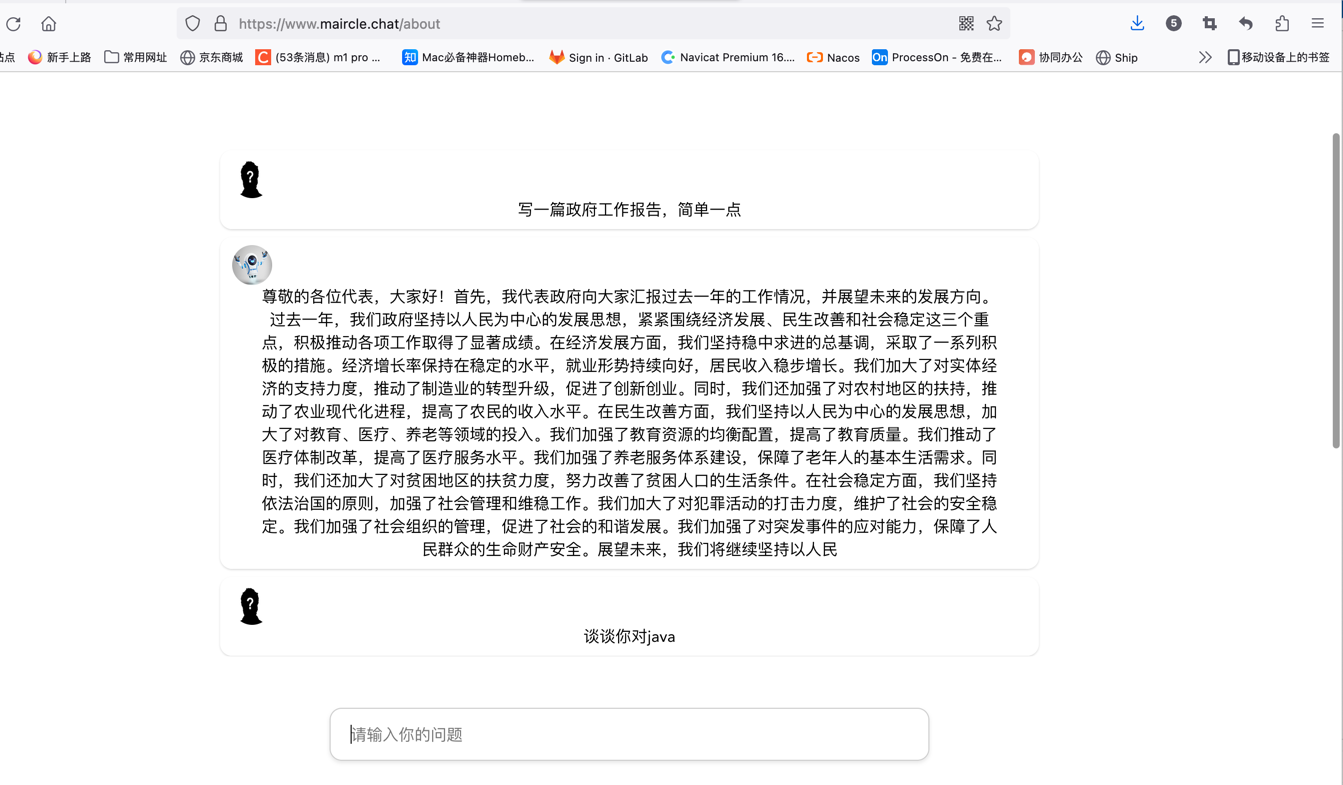 https://www.maircle.chat/about
5
站点 新手上路 常用网址 京东商城 (53条消息) m1 pro ... 知 Mac必备神器Homeb... Sign in · GitLab Navicat Premium 16.... Nacos On ProcessOn - 免费在... 协同办公 Ship 移动设备上的书签
?
写一篇政府工作报告，简单一点
尊敬的各位代表，大家好！首先，我代表政府向大家汇报过去一年的工作情况，并展望未来的发展方向。
过去一年，我们政府坚持以人民为中心的发展思想，紧紧围绕经济发展、民生改善和社会稳定这三个重
点，积极推动各项工作取得了显著成绩。在经济发展方面，我们坚持稳中求进的总基调，采取了一系列积
极的措施。经济增长率保持在稳定的水平，就业形势持续向好，居民收入稳步增长。我们加大了对实体经
济的支持力度，推动了制造业的转型升级，促进了创新创业。同时，我们还加强了对农村地区的扶持，推
动了农业现代化进程，提高了农民的收入水平。在民生改善方面，我们坚持以人民为中心的发展思想，加
大了对教育、医疗、养老等领域的投入。我们加强了教育资源的均衡配置，提高了教育质量。我们推动了
医疗体制改革，提高了医疗服务水平。我们加强了养老服务体系建设，保障了老年人的基本生活需求。同
时，我们还加大了对贫困地区的扶贫力度，努力改善了贫困人口的生活条件。在社会稳定方面，我们坚持
依法治国的原则，加强了社会管理和维稳工作。我们加大了对犯罪活动的打击力度，维护了社会的安全稳
定。我们加强了社会组织的管理，促进了社会的和谐发展。我们加强了对突发事件的应对能力，保障了人
民群众的生命财产安全。展望未来，我们将继续坚持以人民
?
谈谈你对java
请输入你的问题